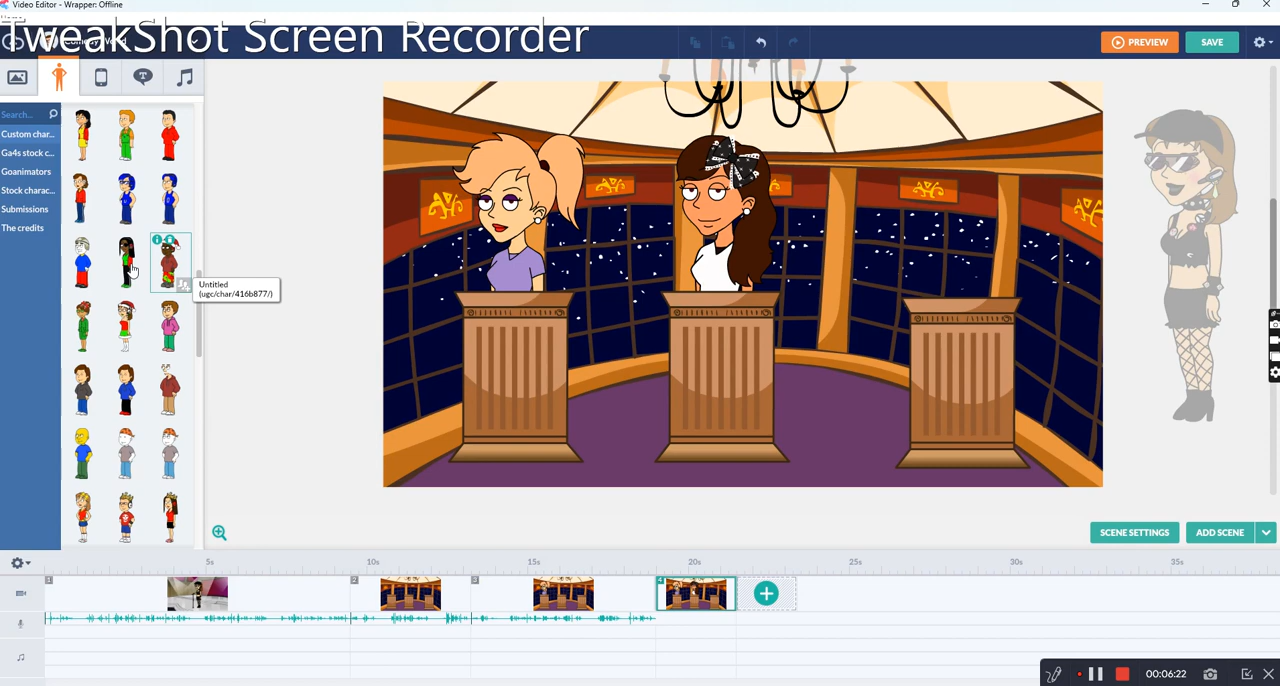 Video Editor - Wrapper: Offline
TweakShot Screen Recorder
PREVIEW
SAVE
Search...
Custom char...
Ga4s stock c...
Goanimators
Stock charac...
Submissions
The credits
Untitled
(ugc/char/416b877/)
SCENE SETTINGS
ADD SCENE
5s
10s
15s
20s
25s
30s
35s
1
2
3
4
00:06:22